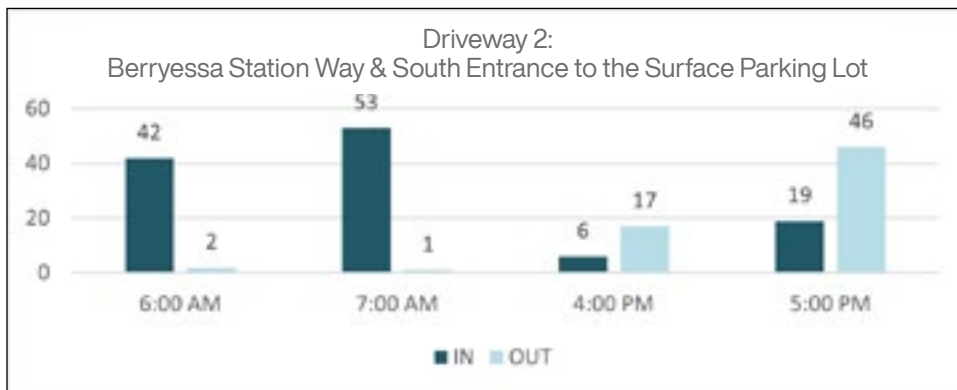 Driveway 2:
Berryessa Station Way & South Entrance to the Surface Parking Lot
60
40
20
0
42
2
53
1
6
17
19
46
6:00 AM
7:00 AM
4:00 PM
5:00 PM
IN
OUT